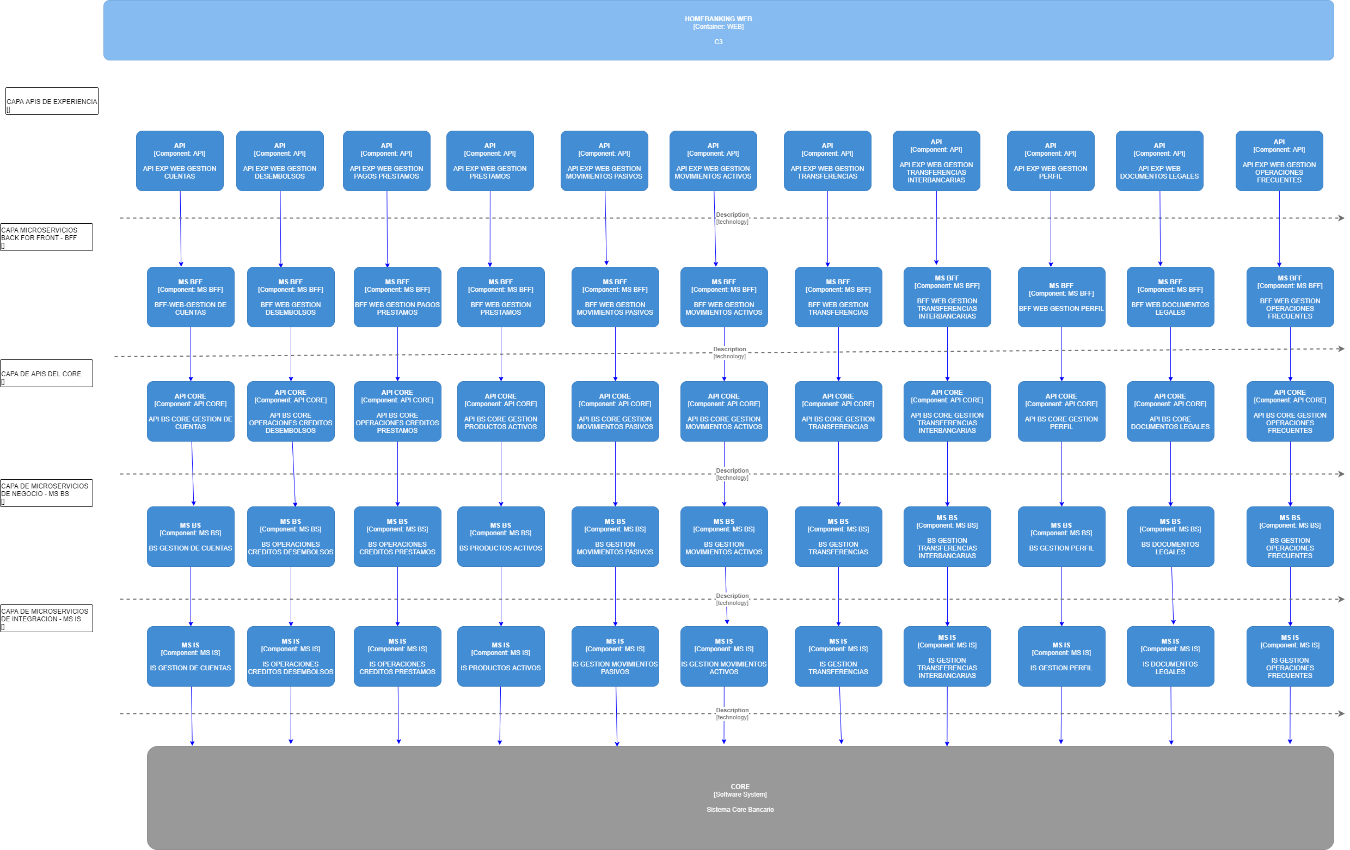 HOMEBANKING WEB
[Container: WEB]
C3
CAPA APIS DE EXPERIENCIA
API
[Component: API]
API EXP WEB GESTION
CUENTAS
API
[Component: API]
API EXP WEB GESTION
DESEMBOLSOS
API
[Component: API]
API EXP WEB GESTION
PAGOS PRESTAMOS
API
[Component: API]
API EXP WEB GESTION
PRESTAMOS
API
[Component: API]
API EXP WEB GESTION
MOVIMIENTOS PASIVOS
API
[Component: API]
API EXP WEB GESTION
MOVIMIENTOS ACTIVOS
API
[Component: API]
API EXP WEB GESTION
TRANSFERENCIAS
API
[Component: API]
API EXP WEB GESTION
TRANSFERENCIAS
INTERBANCARIAS
API
[Component: API]
API EXP WEB GESTION
PERFIL
API
[Component: API]
API EXP WEB
DOCUMENTOS LEGALES
API
[Component: API]
API EXP WEB GESTION
OPERACIONES
FRECUENTES
Description
[technology]
CAPA MICROSERVICIOS
BACK FOR FRONT - BFF
MS BFF
[Component: MS BFF]
BFF-WEB-GESTION DE
CUENTAS
MS BFF
[Component: MS BFF]
BFF WEB GESTION
DESEMBOLSOS
MS BFF
[Component: MS BFF]
BFF WEB GESTION PAGOS
PRESTAMOS
MS BFF
[Component: MS BFF]
BFF WEB GESTION
PRESTAMOS
MS BFF
[Component: MS BFF]
BFF WEB GESTION
MOVIMIENTOS PASIVOS
MS BFF
[Component: MS BFF]
BFF WEB GESTION
MOVIMIENTOS ACTIVOS
MS BFF
[Component: MS BFF]
BFF WEB GESTION
TRANSFERENCIAS
MS BFF
[Component: MS BFF]
BFF WEB GESTION
TRANSFERENCIAS
INTERBANCARIAS
MS BFF
[Component: MS BFF]
BFF WEB GESTION PERFIL
MS BFF
[Component: MS BFF]
BFF WEB DOCUMENTOS
LEGALES
MS BFF
[Component: MS BFF]
BFF WEB GESTION
OPERACIONES
FRECUENTES
Description
[technology]
CAPA DE APIS DEL CORE
API CORE
[Component: API CORE]
API BS CORE GESTION DE
CUENTAS
API CORE
[Component: API CORE]
API BS CORE
OPERACIONES CREDITOS
DESEMBOLSOS
API CORE
[Component: API CORE]
API BS CORE
OPERACIONES CREDITOS
PRESTAMOS
API CORE
[Component: API CORE]
API BS CORE GESTION
PRODUCTOS ACTIVOS
API CORE
[Component: API CORE]
API BS CORE GESTION
MOVIMIENTOS PASIVOS
API CORE
[Component: API CORE]
API BS CORE GESTION
MOVIMIENTOS ACTIVOS
API CORE
[Component: API CORE]
API BS CORE GESTION
TRANSFERENCIAS
API CORE
[Component: API CORE]
API BS CORE GESTION
TRANSFERENCIAS
INTERBANCARIAS
API CORE
[Component: API CORE]
API BS CORE GESTION
PERFIL
API CORE
[Component: API CORE]
API BS CORE
DOCUMENTOS LEGALES
API CORE
[Component: API CORE]
API BS CORE GESTION
OPERACIONES
FRECUENTES
Description
[technology]
CAPA DE MICROSERVICIOS
DE NEGOCIO - MS BS
MS BS
[Component: MS BS]
BS GESTION DE CUENTAS
MS BS
[Component: MS BS]
BS OPERACIONES
CREDITOS DESEMBOLSOS
MS BS
[Component: MS BS]
BS OPERACIONES
CREDITOS PRESTAMOS
MS BS
[Component: MS BS]
BS PRODUCTOS ACTIVOS
MS BS
[Component: MS BS]
BS GESTION
MOVIMIENTOS PASIVOS
MS BS
[Component: MS BS]
BS GESTION
MOVIMIENTOS ACTIVOS
MS BS
[Component: MS BS]
BS GESTION
TRANSFERENCIAS
MS BS
[Component: MS BS]
BS GESTION
TRANSFERENCIAS
INTERBANCARIAS
MS BS
[Component: MS BS]
BS GESTION PERFIL
MS BS
[Component: MS BS]
BS DOCUMENTOS
LEGALES
MS BS
[Component: MS BS]
BS GESTION
OPERACIONES
FRECUENTES
Description
[technology]
CAPA DE MICROSERVICIOS
DE INTEGRACION - MS IS
MS IS
[Component: MS IS]
IS GESTION DE CUENTAS
MS IS
[Component: MS IS]
IS OPERACIONES
CREDITOS DESEMBOLSOS
MS IS
[Component: MS IS]
IS OPERACIONES
CREDITOS PRESTAMOS
MS IS
[Component: MS IS]
IS PRODUCTOS ACTIVOS
MS IS
[Component: MS IS]
IS GESTION MOVIMIENTOS
PASIVOS
MS IS
[Component: MS IS]
IS GESTION MOVIMIENTOS
ACTIVOS
MS IS
[Component: MS IS]
IS GESTION
TRANSFERENCIAS
MS IS
[Component: MS IS]
IS GESTION
TRANSFERENCIAS
INTERBANCARIAS
MS IS
[Component: MS IS]
IS GESTION PERFIL
MS IS
[Component: MS IS]
IS DOCUMENTOS
LEGALES
MS IS
[Component: MS IS]
IS GESTION
OPERACIONES
FRECUENTES
Description
[technology]
CORE
[Software System]
Sistema Core Bancario